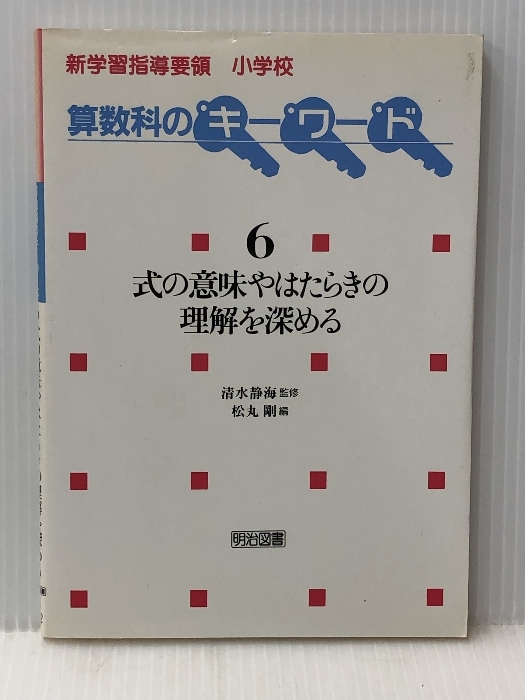 新学習指導要領 小学校
算数科のキーワード
6
式の意味やはたらきの
理解を深める
清水静海 監修
松丸 剛 編
明治図書